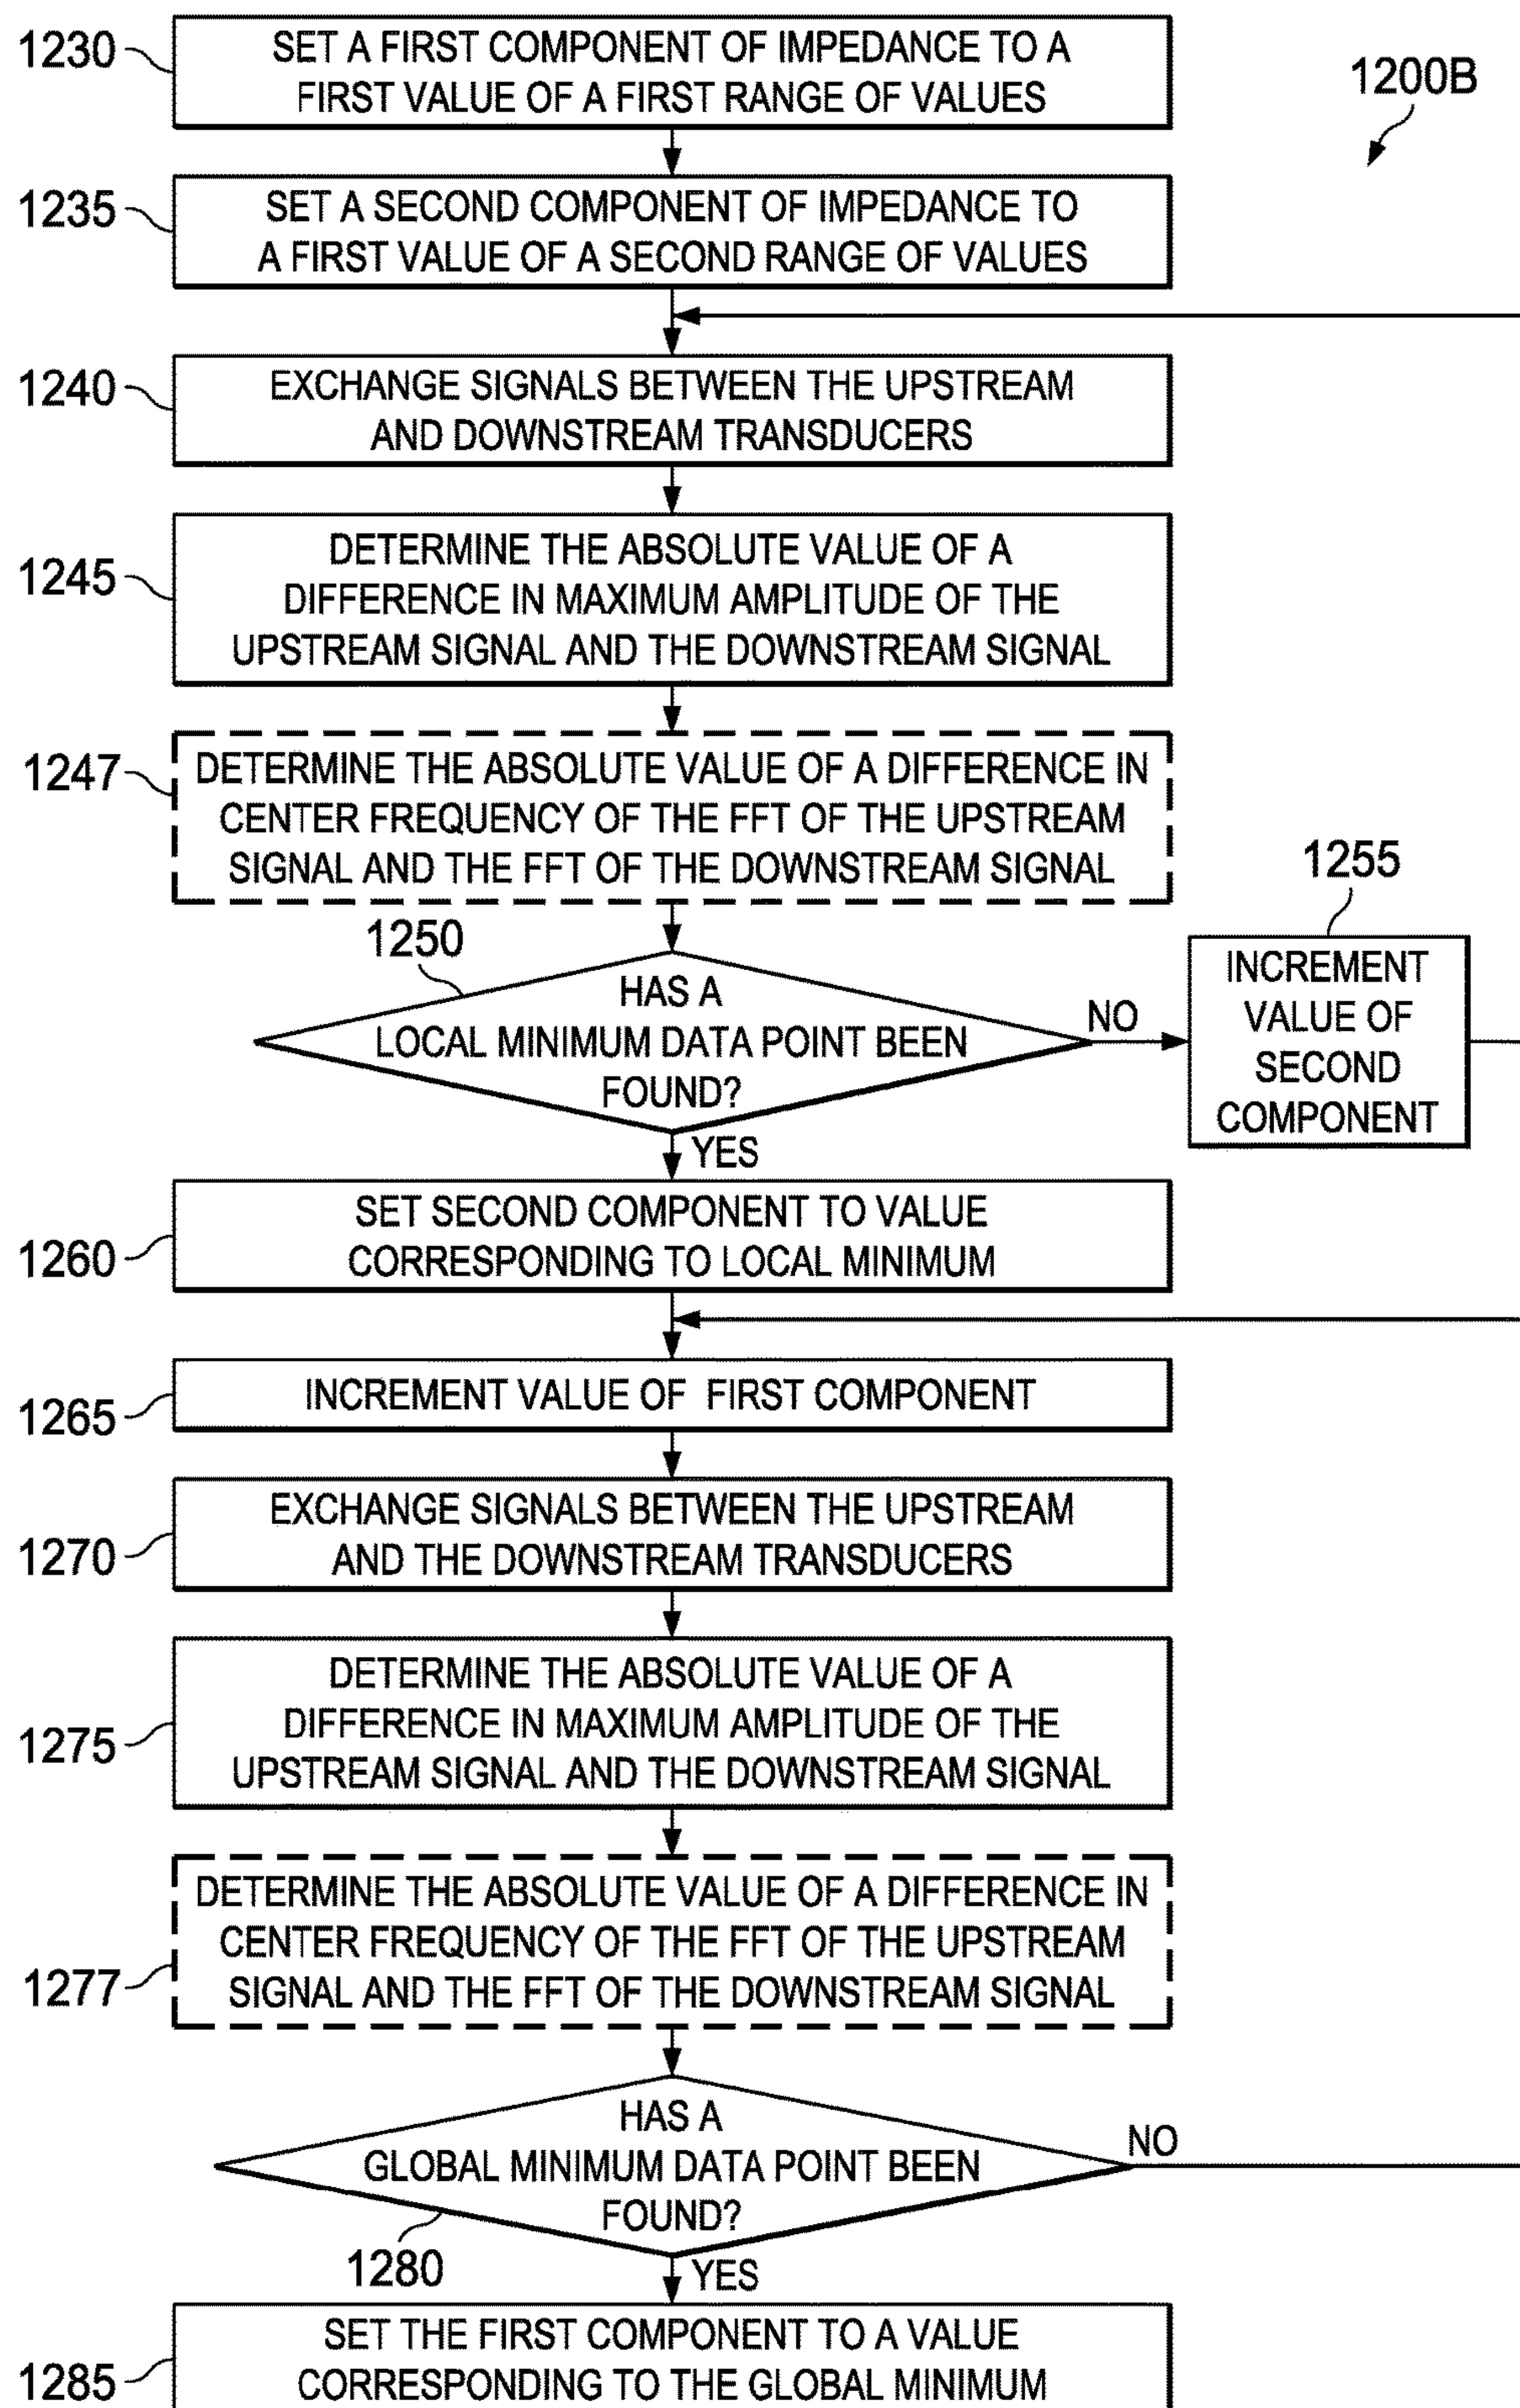 1230
SET A FIRST COMPONENT OF IMPEDANCE TO A
FIRST VALUE OF A FIRST RANGE OF VALUES
1200B
1235
SET A SECOND COMPONENT OF IMPEDANCE TO
A FIRST VALUE OF A SECOND RANGE OF VALUES
1240
EXCHANGE SIGNALS BETWEEN THE UPSTREAM
AND DOWNSTREAM TRANSDUCERS
1245
DETERMINE THE ABSOLUTE VALUE OF A
DIFFERENCE IN MAXIMUM AMPLITUDE OF THE
UPSTREAM SIGNAL AND THE DOWNSTREAM SIGNAL
1247
DETERMINE THE ABSOLUTE VALUE OF A DIFFERENCE IN
CENTER FREQUENCY OF THE FFT OF THE UPSTREAM
SIGNAL AND THE FFT OF THE DOWNSTREAM SIGNAL
1250
HAS A
LOCAL MINIMUM DATA POINT BEEN
FOUND?
NO
1255
INCREMENT
VALUE OF
SECOND
COMPONENT
YES
1260
SET SECOND COMPONENT TO VALUE
CORRESPONDING TO LOCAL MINIMUM
1265
INCREMENT VALUE OF FIRST COMPONENT
1270
EXCHANGE SIGNALS BETWEEN THE UPSTREAM
AND THE DOWNSTREAM TRANSDUCERS
1275
DETERMINE THE ABSOLUTE VALUE OF A
DIFFERENCE IN MAXIMUM AMPLITUDE OF THE
UPSTREAM SIGNAL AND THE DOWNSTREAM SIGNAL
1277
DETERMINE THE ABSOLUTE VALUE OF A DIFFERENCE IN
CENTER FREQUENCY OF THE FFT OF THE UPSTREAM
SIGNAL AND THE FFT OF THE DOWNSTREAM SIGNAL
HAS A
GLOBAL MINIMUM DATA POINT BEEN
FOUND?
NO
1280
YES
1285
SET THE FIRST COMPONENT TO A VALUE
CORRESPONDING TO THE GLOBAL MINIMUM